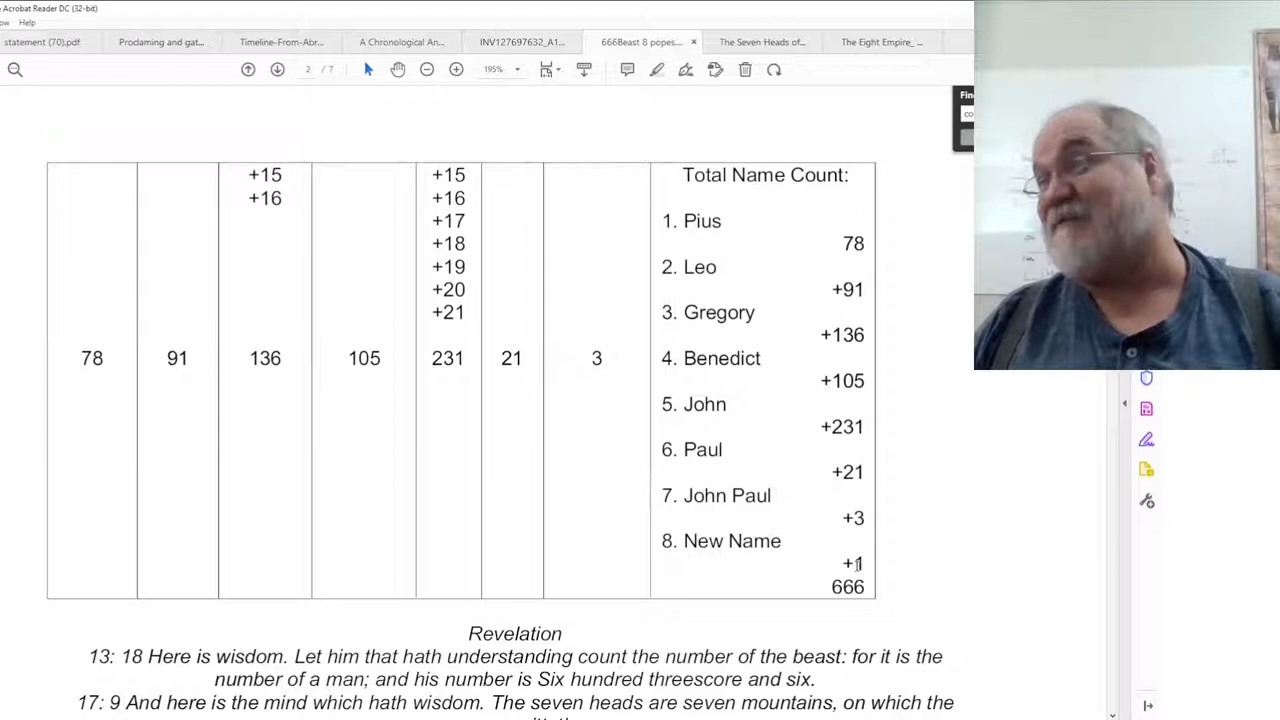 e Acrobat Reader DC (32-bit)
ow Help
statement (70).pdf
Proclaming and gat...
Timeline-From-Abr...
A Chronological An...
INV127697632_A1...
666Beast 8 popes.... ×
The Seven Heads of...
The Eight Empire_ ...
2 / 7
195%
Fin
co
+15
+16
78
91
136
105
+15
+16
+17
+18
+19
+20
+21
231
21
3
Total Name Count:
1. Pius
78
2. Leo
+91
3. Gregory
+136
4. Benedict
+105
5. John
+231
6. Paul
+21
7. John Paul
+3
8. New Name
+1
666
Revelation
13: 18 Here is wisdom. Let him that hath understanding count the number of the beast: for it is the
number of a man; and his number is Six hundred threescore and six.
17: 9 And here is the mind which hath wisdom. The seven heads are seven mountains, on which the